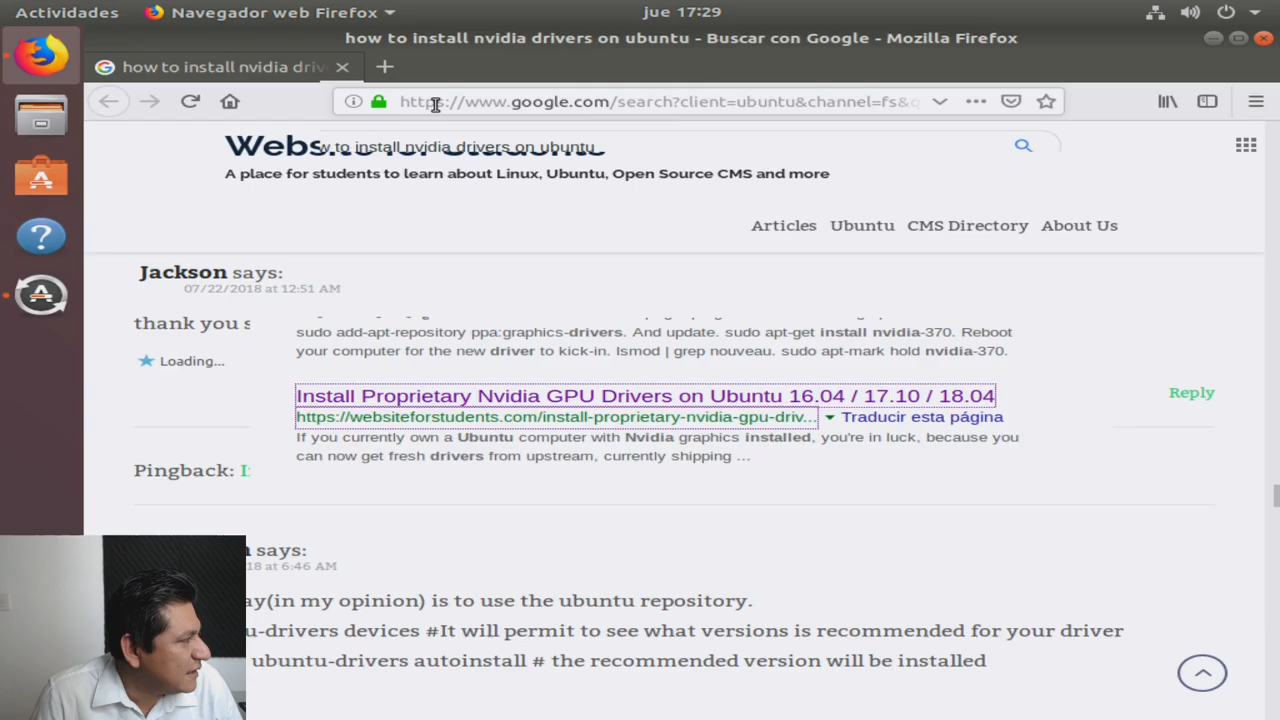 Actividades
Navegador web Firefox
jue 17:29
how to install nvidia drivers on ubuntu - Buscar con Google - Mozilla Firefox
how to install nvidia driv
https://www.google.com/search?client=ubuntu&channel=fs&q
w to install nvidia drivers on ubuntu
A place for students to learn about Linux, Ubuntu, Open Source CMS and more
Articles Ubuntu CMS Directory About Us
Jackson says:
07/22/2018 at 12:51 AM
thank you s
sudo add-apt-repository ppa:graphics-drivers. And update. sudo apt-get install nvidia-370. Reboot
your computer for the new driver to kick-in. lsmod | grep nouveau. sudo apt-mark hold nvidia-370.
Loading...
Install Proprietary Nvidia GPU Drivers on Ubuntu 16.04 / 17.10 / 18.04
Reply
https://websiteforstudents.com/install-proprietary-nvidia-gpu-driv... Traducir esta página
If you currently own a Ubuntu computer with Nvidia graphics installed, you're in luck, because you
can now get fresh drivers from upstream, currently shipping ...
Pingback:
says:
18 at 6:46 AM
ay(in my opinion) is to use the ubuntu repository.
u-drivers devices #It will permit to see what versions is recommended for your driver
ubuntu-drivers autoinstall # the recommended version will be installed